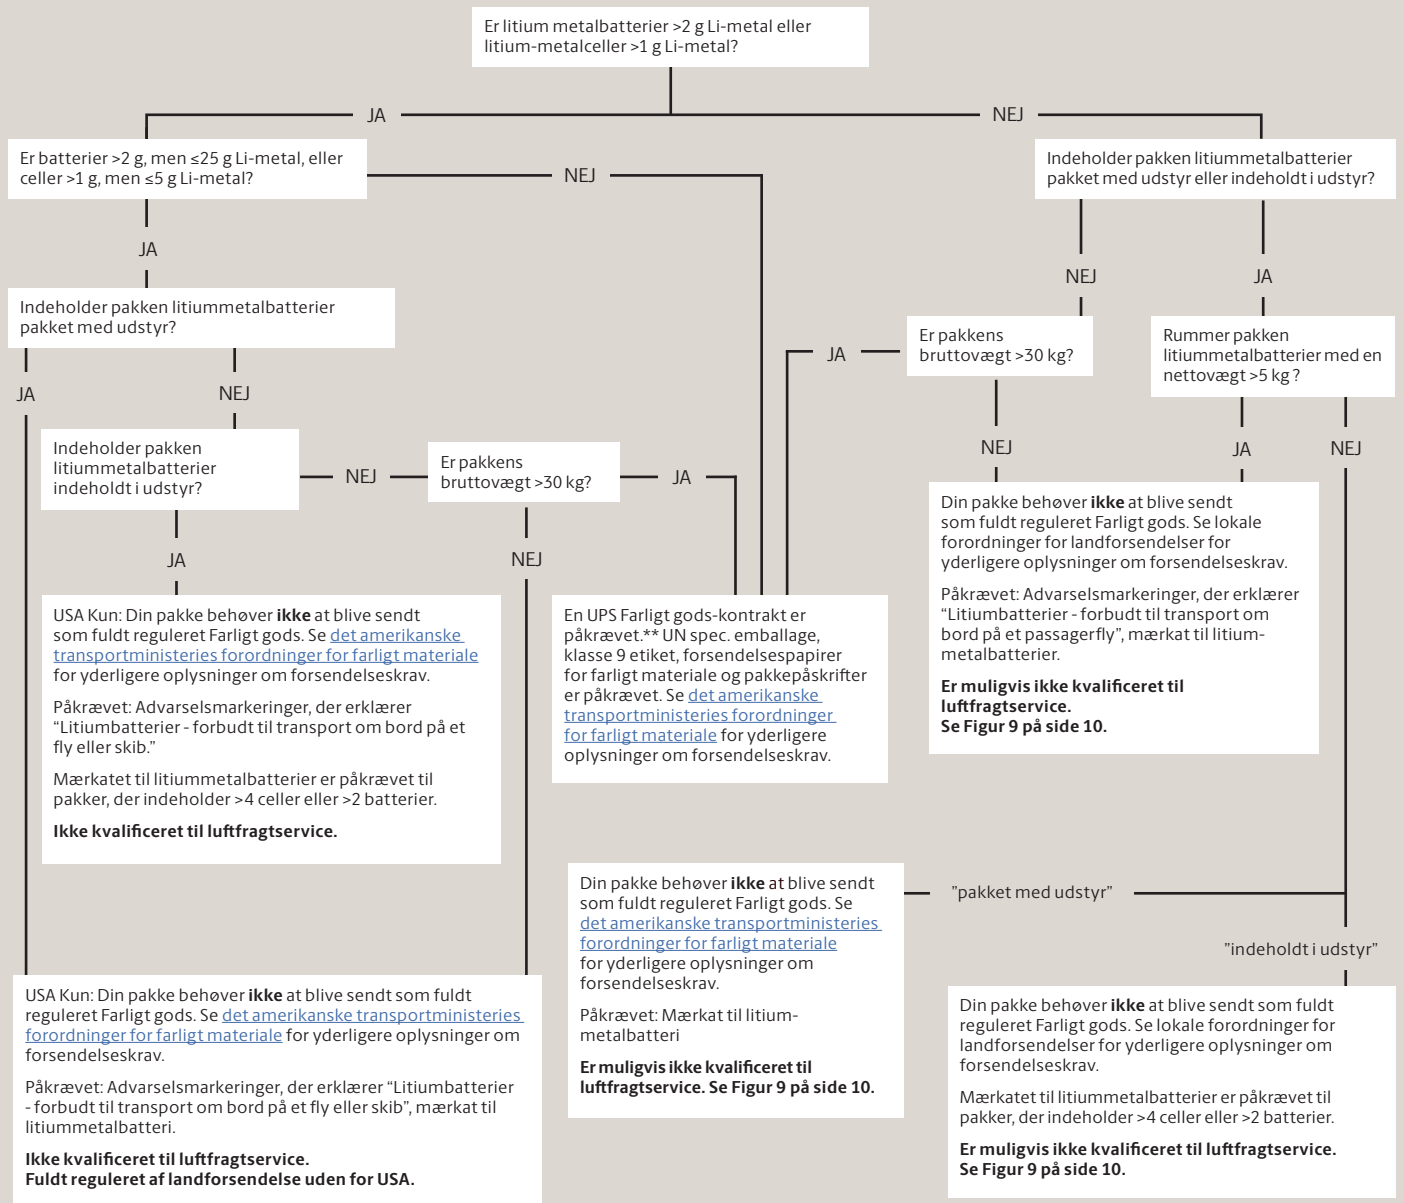 Er litium metalbatterier >2 g Li-metal eller
litium-metalceller >1 g Li-metal?
JA
NEJ
Er batterier >2 g, men ≤25 g Li-metal, eller
celler >1 g, men ≤5 g Li-metal?
NEJ
Indeholder pakken litiummetalbatterier
pakket med udstyr eller indeholdt i udstyr?
JA
NEJ
JA
Indeholder pakken litiummetalbatterier
pakket med udstyr?
Er pakkens
bruttovægt >30 kg?
JA
Rummer pakken
litiummetalbatterier med en
nettovægt >5 kg ?
JA
NEJ
NEJ
JA
NEJ
Indeholder pakken
litiummetalbatterier
indeholdt i udstyr?
NEJ
Er pakkens
bruttovægt >30 kg?
JA
JA
NEJ
Din pakke behøver ikke at blive sendt
som fuldt reguleret Farligt gods. Se lokale
forordninger for landforsendelser for
yderligere oplysninger om forsendelseskrav.
Påkrævet: Advarselsmarkeringer, der erklærer
“Litiumbatterier - forbudt til transport om
bord på et passagerfly”, mærkat til litium-
metalbatterier.
Er muligvis ikke kvalificeret til
luftfragtservice.
Se Figur 9 på side 10.
USA Kun: Din pakke behøver ikke at blive sendt
som fuldt reguleret Farligt gods. Se det amerikanske
transportministeries forordninger for farligt materiale
for yderligere oplysninger om forsendelseskrav.
Påkrævet: Advarselsmarkeringer, der erklærer
“Litiumbatterier - forbudt til transport om bord på et
fly eller skib.”
Mærkatet til litiummetalbatterier er påkrævet til
pakker, der indeholder >4 celler eller >2 batterier.
Ikke kvalificeret til luftfragtservice.
En UPS Farligt gods-kontrakt er
påkrævet.** UN spec. emballage,
klasse 9 etiket, forsendelsespapirer
for farligt materiale og pakkepåskrifter
er påkrævet. Se det amerikanske
transportministeries forordninger
for farligt materiale for yderligere
oplysninger om forsendelseskrav.
Din pakke behøver ikke at blive sendt
som fuldt reguleret Farligt gods. Se
det amerikanske transportministeries
forordninger for farligt materiale
for yderligere oplysninger om
forsendelseskrav.
Påkrævet: Mærkat til litium-
metalbatteri
Er muligvis ikke kvalificeret til
luftfragtservice. Se Figur 9 på side 10.
”pakket med udstyr”
”indeholdt i udstyr”
USA Kun: Din pakke behøver ikke at blive sendt som fuldt
reguleret Farligt gods. Se det amerikanske transportministeries
forordninger for farligt materiale for yderligere oplysninger om
forsendelseskrav.
Påkrævet: Advarselsmarkeringer, der erklærer “Litiumbatterier
- forbudt til transport om bord på et fly eller skib”, mærkat til
litiummetalbatteri.
Ikke kvalificeret til luftfragtservice.
Fuldt reguleret af landforsendelse uden for USA.
Din pakke behøver ikke at blive sendt som fuldt
reguleret Farligt gods. Se lokale forordninger for
landforsendelser for yderligere oplysninger om
forsendelseskrav.
Mærkatet til litiummetalbatterier er påkrævet til
pakker, der indeholder >4 celler eller >2 batterier.
Er muligvis ikke kvalificeret til luftfragtservice.
Se Figur 9 på side 10.